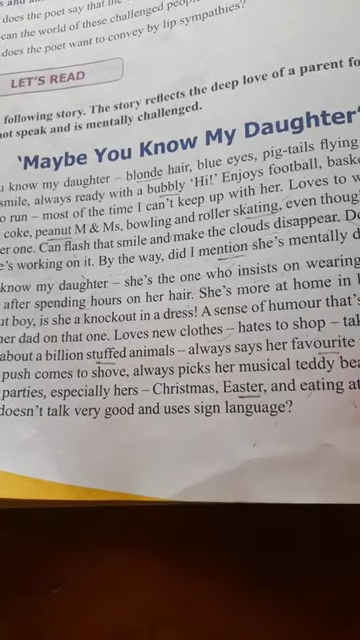 does the poet say that the
can the world of these challenged
does the poet want to convey by lip sympathies?
LET'S READ
following story. The story reflects the deep love of a parent
not speak and is mentally challenged.
'Maybe You Know My Daughter'
know my daughter – blonde hair, blue eyes, pig-tails flying
smile, always ready with a bubbly 'Hi!' Enjoys football,
run – most of the time I can't keep up with her. Loves to
coke, peanut M & Ms, bowling and roller skating, even
one. Can flash that smile and make the clouds disappear.
working on it. By the way, did I mention she's mentally
know my daughter – she's the one who insists on wearing
after spending hours on her hair. She's more at home in
boy, is she a knockout in a dress! A sense of humour that's
her dad on that one. Loves new clothes – hates to shop –
about a billion stuffed animals – always says her favourite
push comes to shove, always picks her musical teddy
parties, especially hers – Christmas, Easter, and eating at
doesn't talk very good and uses sign language?